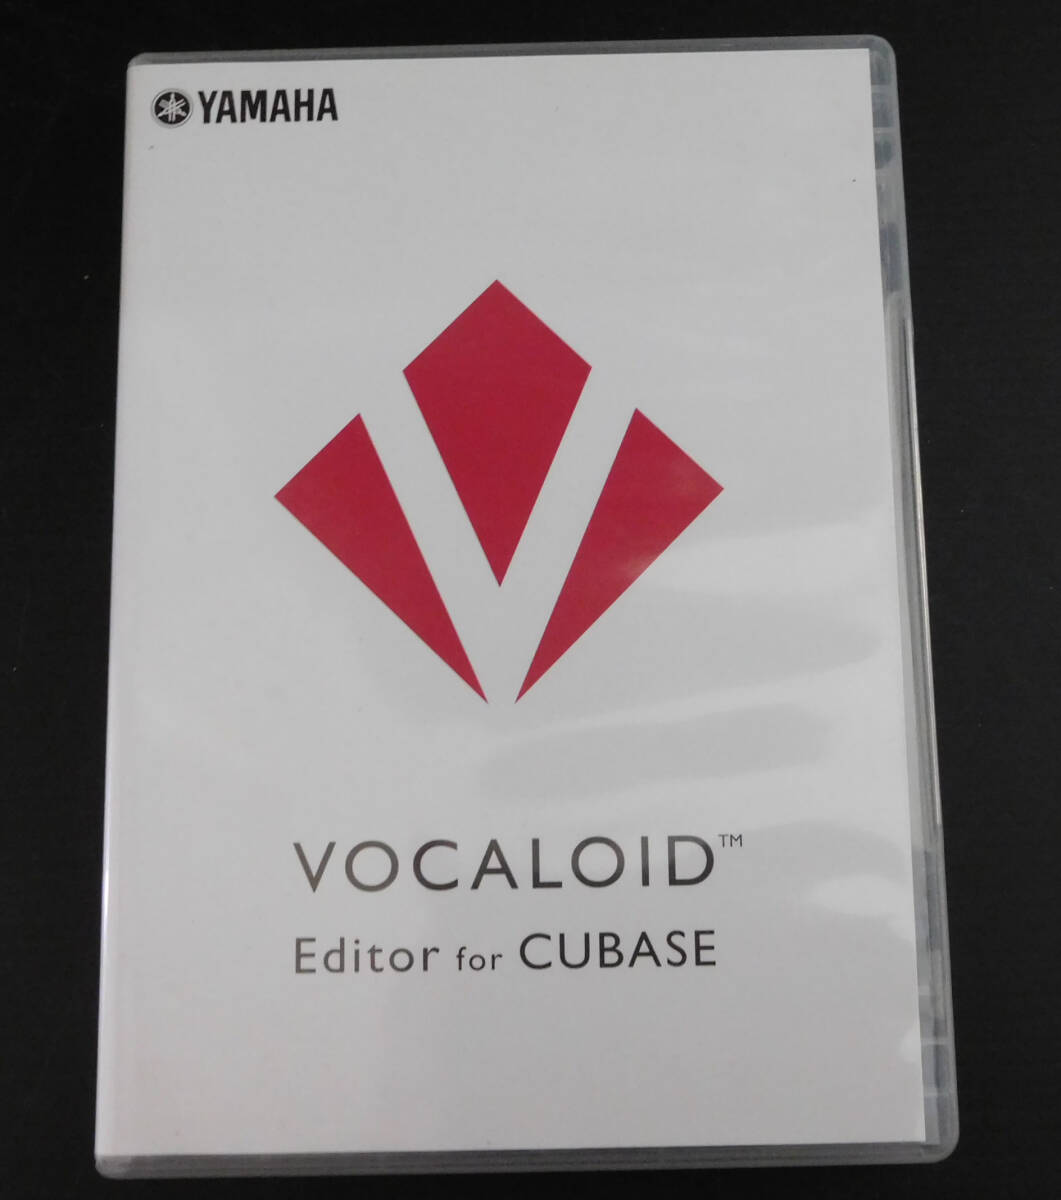 YAMAHA
VOCALOID™
Editor for CUBASE